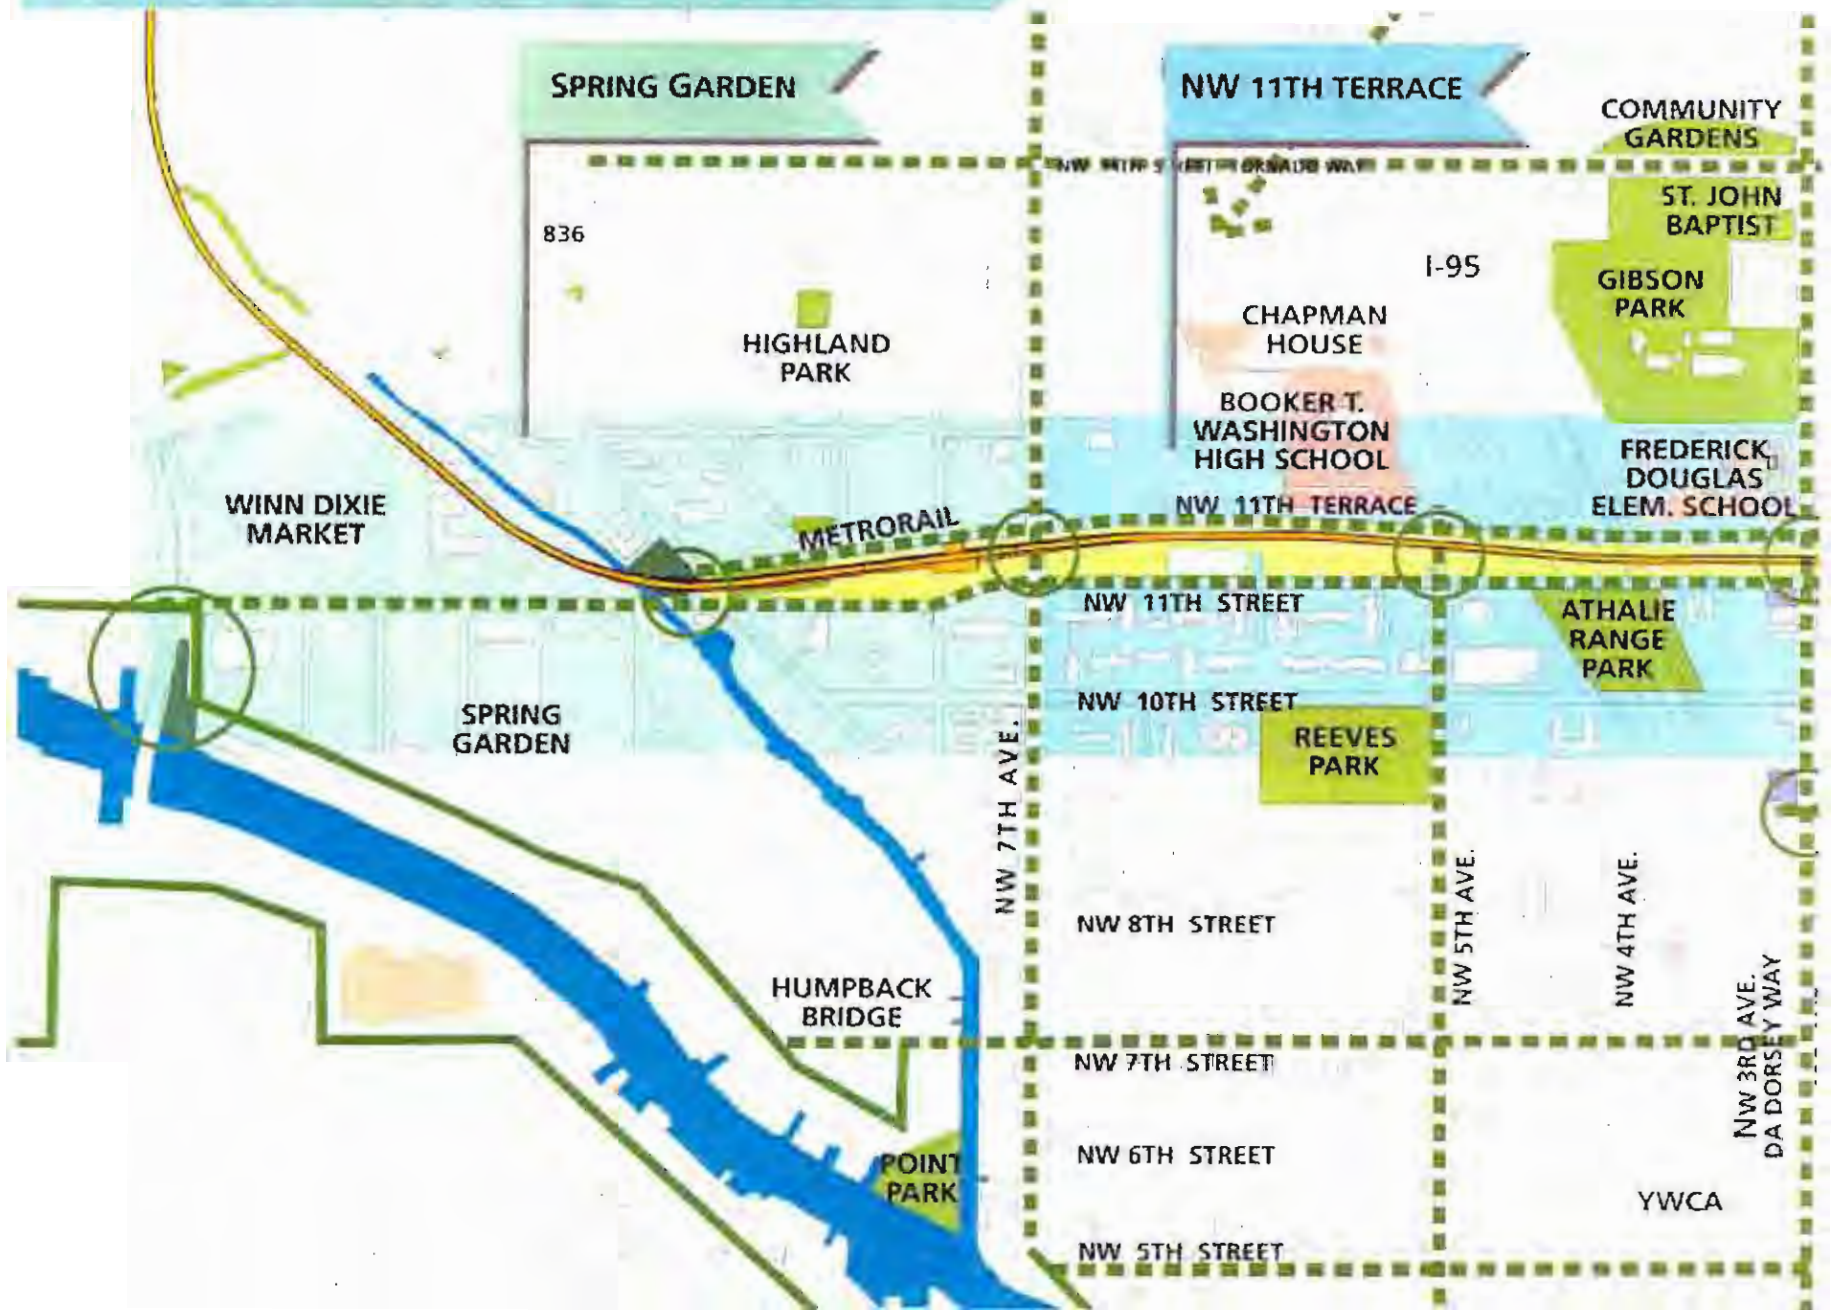 SPRING GARDEN
NW 11TH TERRACE
COMMUNITY
GARDENS
ST. JOHN
BAPTIST
836
I-95
GIBSON
PARK
CHAPMAN
HOUSE
HIGHLAND
PARK
BOOKER T.
WASHINGTON
HIGH SCHOOL
FREDERICK
DOUGLAS
ELEM. SCHOOL
WINN DIXIE
MARKET
NW 11TH TERRACE
METRORAIL
NW 11TH STREET
ATHALIE
RANGE
PARK
NW 10TH STREET
SPRING
GARDEN
REEVES
PARK
NW 7TH AVE.
NW 5TH AVE.
NW 4TH AVE.
NW 8TH STREET
HUMPBACK
BRIDGE
NW 3RD AVE.
DA DORSEY WAY
NW 7TH STREET
NW 6TH STREET
POINT
PARK
YWCA
NW 5TH STREET